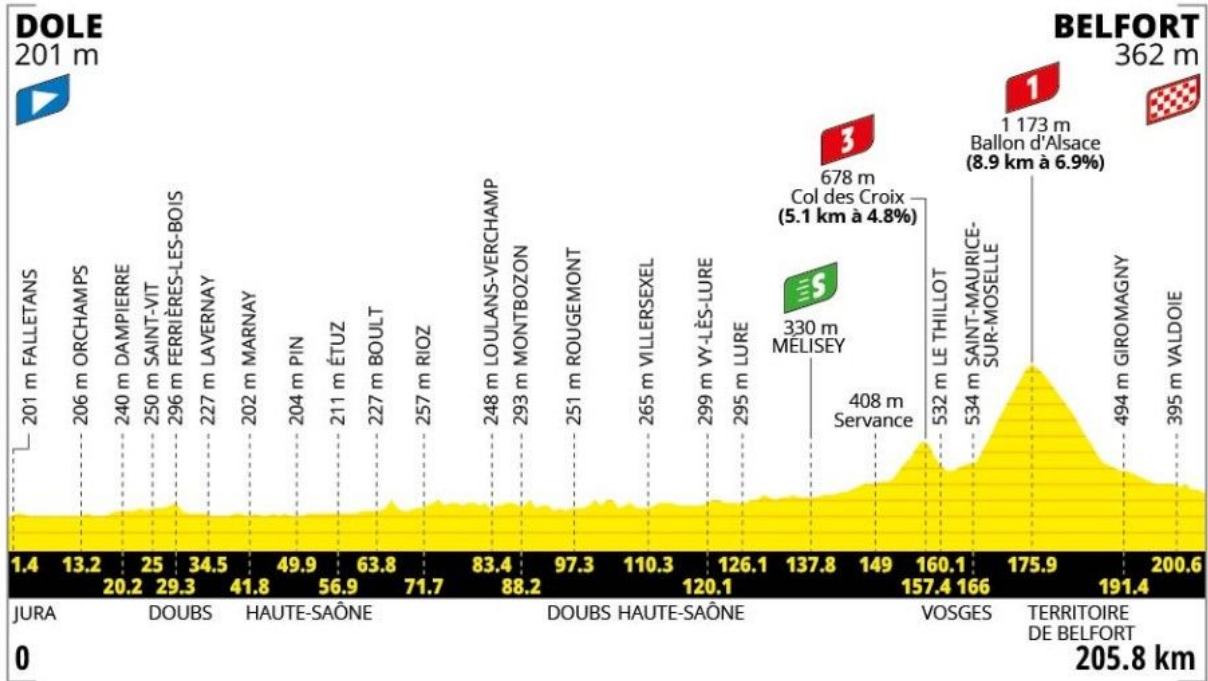 DOLE
201 m
BELFORT
362 m
1
1 173 m
Ballon d'Alsace
(8.9 km à 6.9%)
3
678 m
Col des Croix
(5.1 km à 4.8%)
S
330 m
MÉLISEY
408 m
Servance
201 m FALLETANS
206 m ORCHAMPS
240 m DAMPIERRE
250 m SAINT-VIT
296 m FERRIÈRES-LES-BOIS
227 m LAVERNAY
202 m MARNAY
204 m PIN
211 m ÉTUZ
227 m BOULT
257 m RIOZ
248 m LOULANS-VERCHAMP
293 m MONTBOZON
251 m ROUGEMONT
265 m VILLERSEXEL
299 m VY-LÈS-LURE
295 m LURE
532 m LE THILLOT
534 m SAINT-MAURICE-
SUR-MOSELLE
494 m GIROMAGNY
395 m VALDOIE
1.4 13.2 25 34.5 49.9 63.8 83.4 97.3 110.3 126.1 137.8 149 160.1 175.9 200.6
20.2 29.3 41.8 56.9 71.7 88.2 120.1 157.4 166 191.4
JURA DOUBS HAUTE-SAÔNE DOUBS HAUTE-SAÔNE VOSGES TERRITOIRE
DE BELFORT
0 205.8 km